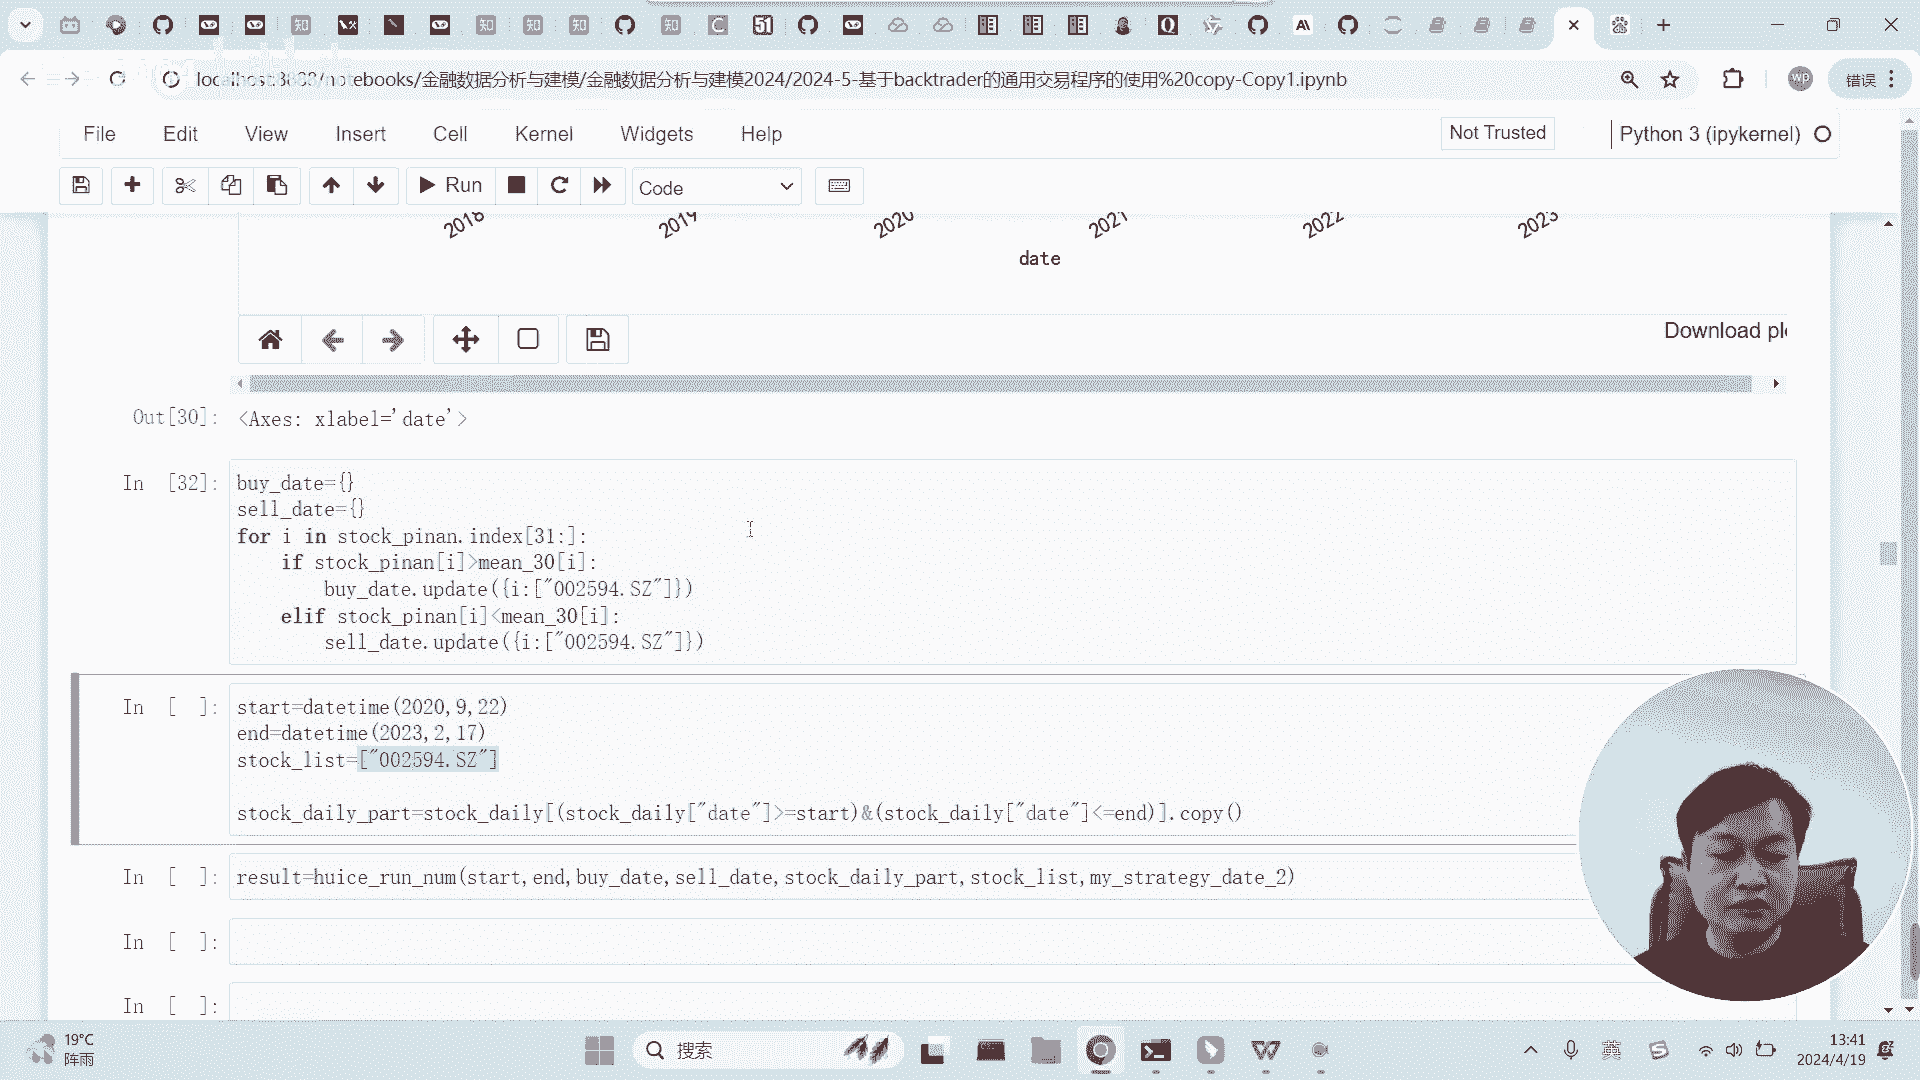 localhost:8888/notebooks/金融数据分析与建模/金融数据分析与建模2024/2024-5-基于backtrader的通用交易程序的使用%20copy-Copy1.ipynb
wp
错误
File Edit View Insert Cell Kernel Widgets Help
Not Trusted
Python 3 (ipykernel)
Run
Code
2018 2019 2020 2021 2022 2023
date
Download plo
Out[30]: <Axes: xlabel='date'>
In [32]: buy_date={}
sell_date={}
for i in stock_pinan.index[31:]:
if stock_pinan[i]>mean_30[i]:
buy_date.update({i:["002594.SZ"]})
elif stock_pinan[i]<mean_30[i]:
sell_date.update({i:["002594.SZ"]})
In [ ]: start=datetime(2020,9,22)
end=datetime(2023,2,17)
stock_list=["002594.SZ"]
stock_daily_part=stock_daily[(stock_daily["date"]>=start)&(stock_daily["date"]<=end)].copy()
In [ ]: result=huice_run_num(start,end,buy_date,sell_date,stock_daily_part,stock_list,my_strategy_date_2)
In [ ]:
In [ ]:
19°C
阵雨
搜索
英
13:41
2024/4/19